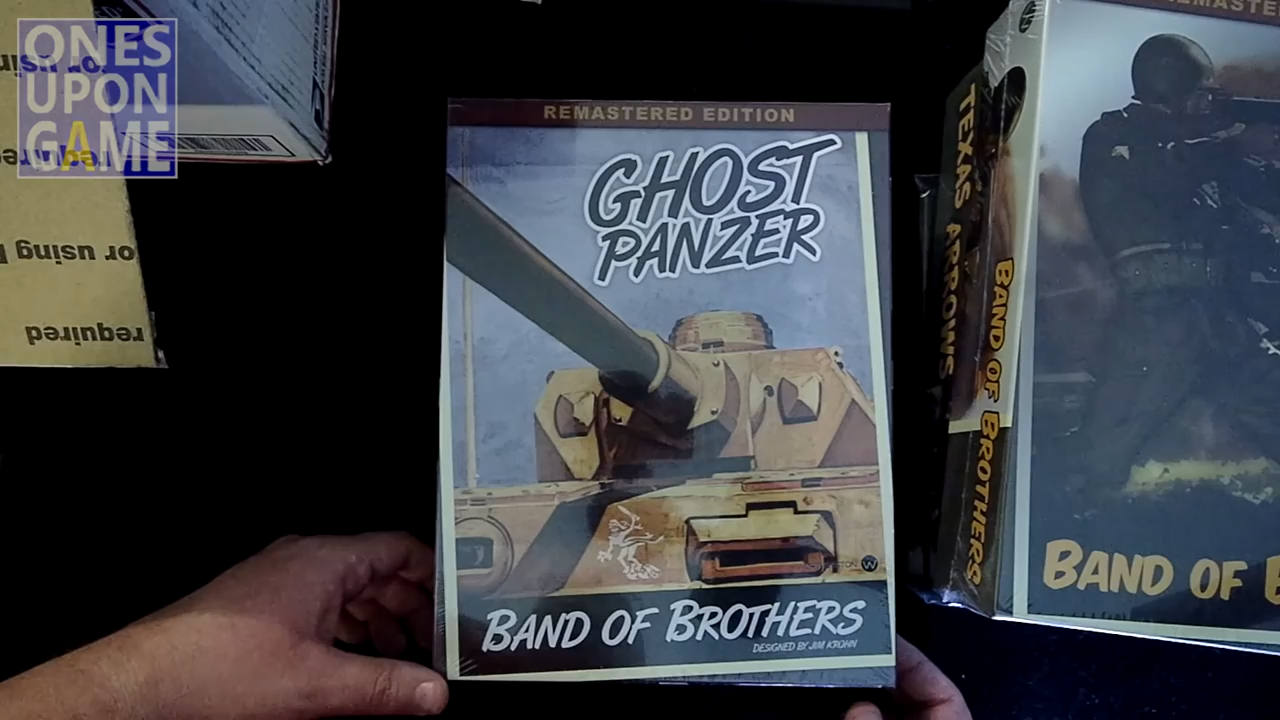 ONES
UPON
GAME
required
or using
required
REMASTERED EDITION
GHOST
PANZER
BAND OF BROTHERS
DESIGNED BY JIM KROHN
TEXAS ARROWS
BAND OF BROTHERS
BAND OF